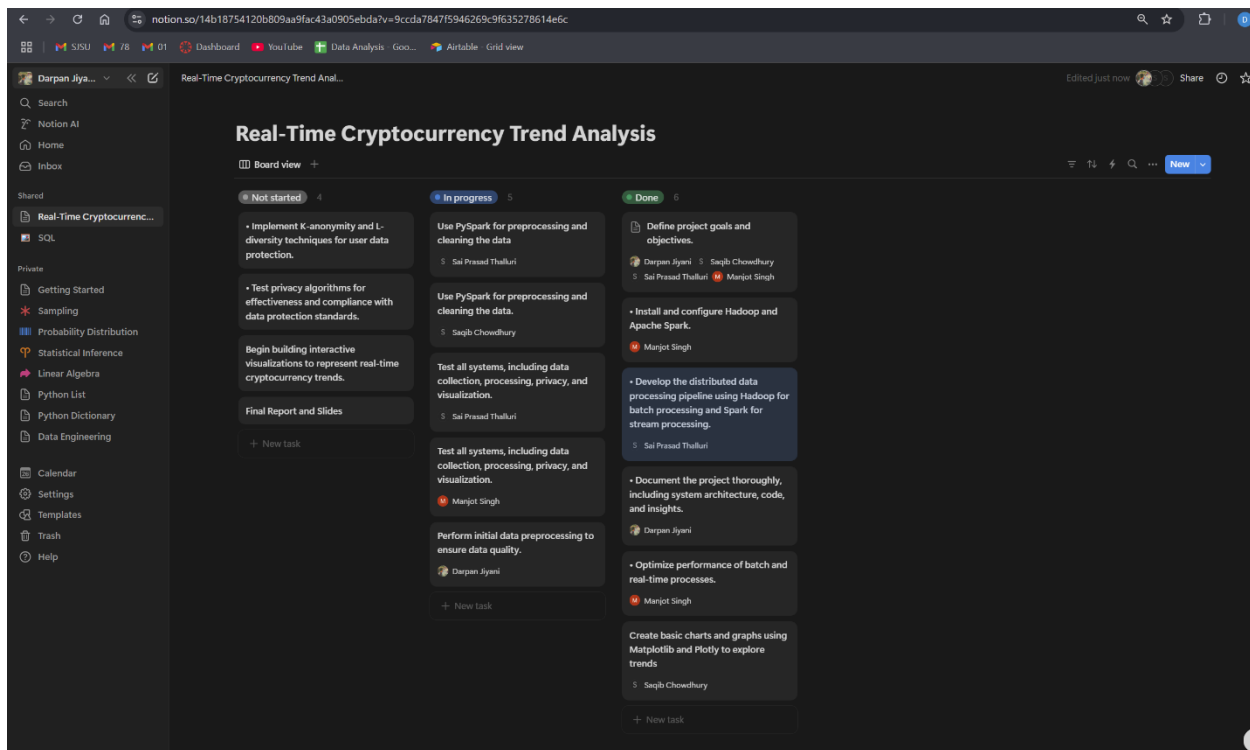 notion.so/14b18754120b809aa9fac43a0905ebda?v=9ccda7847f5946269c9f635278614e6c
SJSU 78 01 Dashboard YouTube Data Analysis - Goo... Airtable - Grid view
Darpan Jiya...
Real-Time Cryptocurrency Trend Anal...
Edited just now
Share
Search
Notion AI
Home
Inbox
Shared
Real-Time Cryptocurrenc...
SQL
Private
Getting Started
Sampling
Probability Distribution
Statistical Inference
Linear Algebra
Python List
Python Dictionary
Data Engineering
Calendar
Settings
Templates
Trash
Help
Real-Time Cryptocurrency Trend Analysis
Board view
New
Not started 4
• Implement K-anonymity and L-
diversity techniques for user data
protection.
• Test privacy algorithms for
effectiveness and compliance with
data protection standards.
Begin building interactive
visualizations to represent real-time
cryptocurrency trends.
Final Report and Slides
+ New task
In progress 5
Use PySpark for preprocessing and
cleaning the data
S Sai Prasad Thalluri
Use PySpark for preprocessing and
cleaning the data.
S Saqib Chowdhury
Test all systems, including data
collection, processing, privacy, and
visualization.
S Sai Prasad Thalluri
Test all systems, including data
collection, processing, privacy, and
visualization.
M Manjot Singh
Perform initial data preprocessing to
ensure data quality.
Darpan Jiyani
+ New task
Done 6
Define project goals and
objectives.
Darpan Jiyani S Saqib Chowdhury
S Sai Prasad Thalluri M Manjot Singh
• Install and configure Hadoop and
Apache Spark.
M Manjot Singh
• Develop the distributed data
processing pipeline using Hadoop for
batch processing and Spark for
stream processing.
S Sai Prasad Thalluri
• Document the project thoroughly,
including system architecture, code,
and insights.
Darpan Jiyani
• Optimize performance of batch and
real-time processes.
M Manjot Singh
Create basic charts and graphs using
Matplotlib and Plotly to explore
trends
S Saqib Chowdhury
+ New task